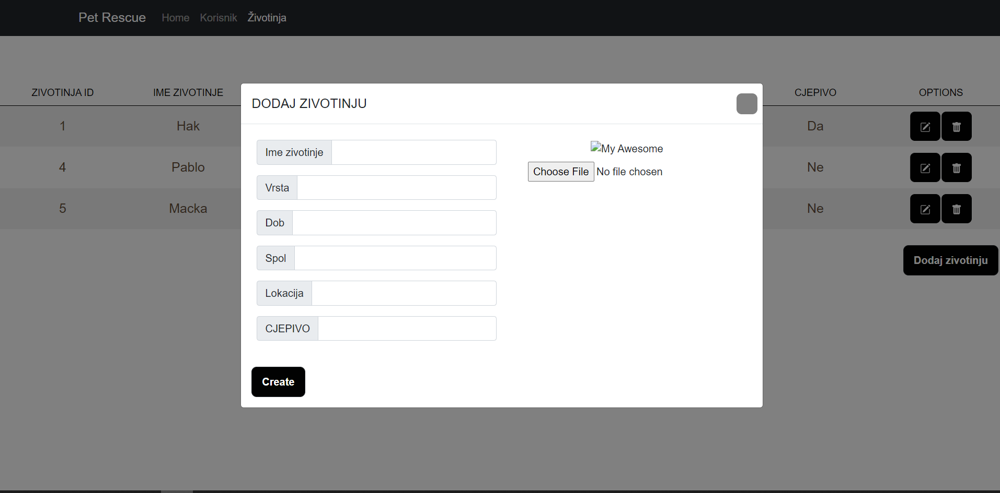 Pet Rescue Home Korisnik Životinja
ZIVOTINJA ID IME ZIVOTINJE CJEPIVO OPTIONS
1 Hak Da
4 Pablo Ne
5 Macka Ne
Dodaj zivotinju
DODAJ ZIVOTINJU
Ime zivotinje
Vrsta
Dob
Spol
Lokacija
CJEPIVO
My Awesome
Choose File No file chosen
Create